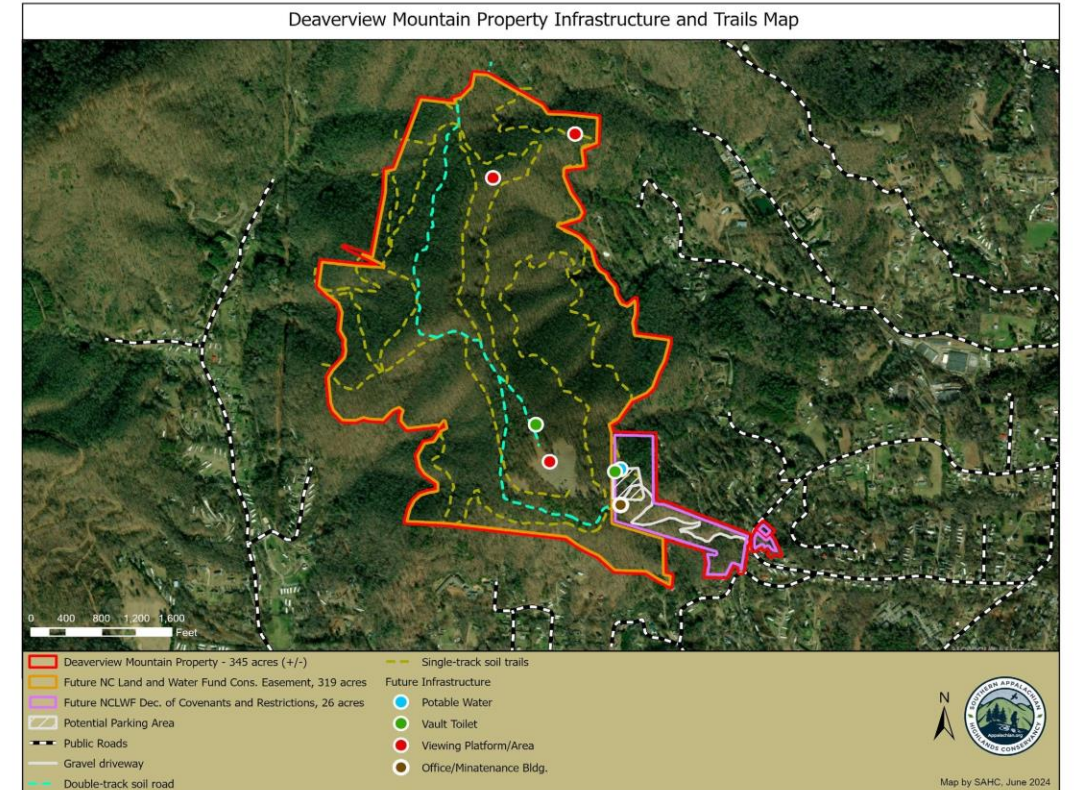 Deaverview Mountain Property Infrastructure and Trails Map
0 400 800 1,200 1,600
Feet
Deaverview Mountain Property - 345 acres (+/-)
Future NC Land and Water Fund Cons. Easement, 319 acres
Future NCLWF Dec. of Covenants and Restrictions, 26 acres
Potential Parking Area
Public Roads
Gravel driveway
Double-track soil road
Single-track soil trails
Future Infrastructure
Potable Water
Vault Toilet
Viewing Platform/Area
Office/Minatenance Bldg.
N
SOUTHERN APPALACHIAN
HIGHLANDS CONSERVANCY
Appalachian.org
Map by SAHC, June 2024